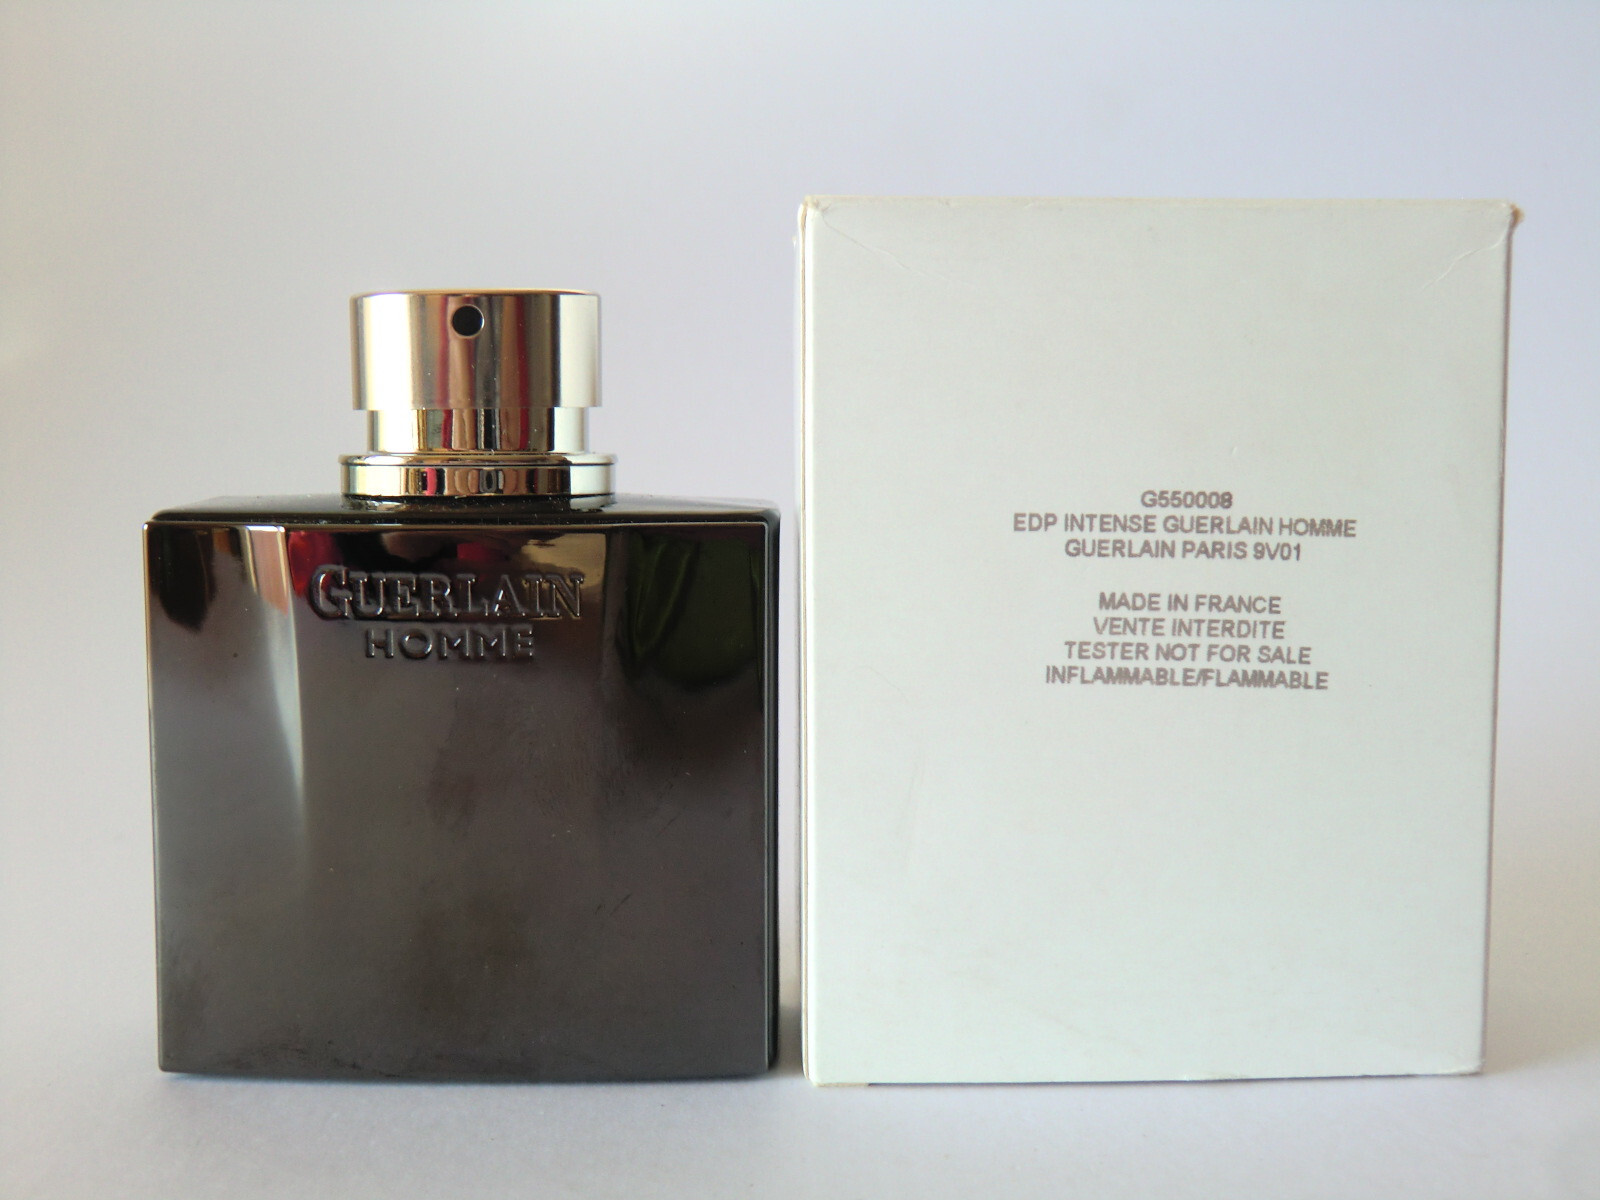 GUERLAIN
HOMME
G550008
EDP INTENSE GUERLAIN HOMME
GUERLAIN PARIS 9V01
MADE IN FRANCE
VENTE INTERDITE
TESTER NOT FOR SALE
INFLAMMABLE/FLAMMABLE